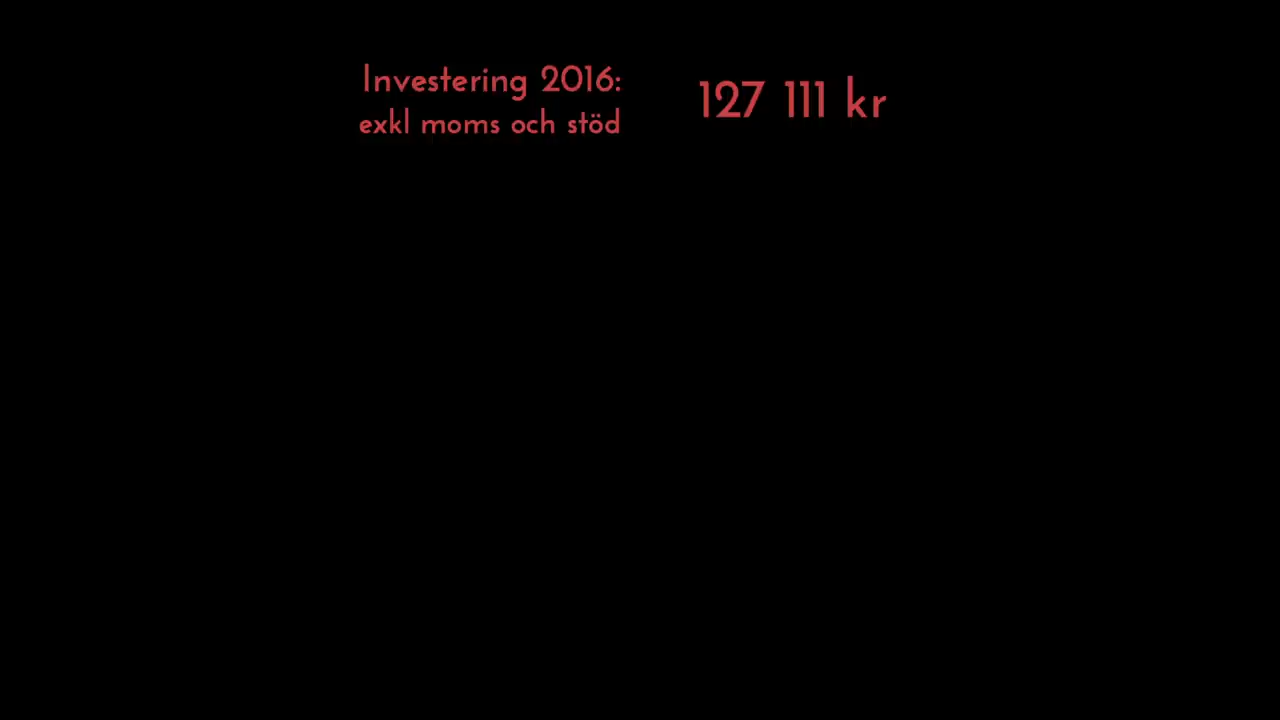 Investering 2016:
exkl moms och stöd
127 111 kr